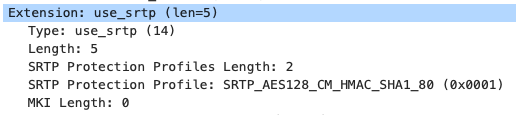 Extension: use_srtp (len=5)
Type: use_srtp (14)
Length: 5
SRTP Protection Profiles Length: 2
SRTP Protection Profile: SRTP_AES128_CM_HMAC_SHA1_80 (0x0001)
MKI Length: 0